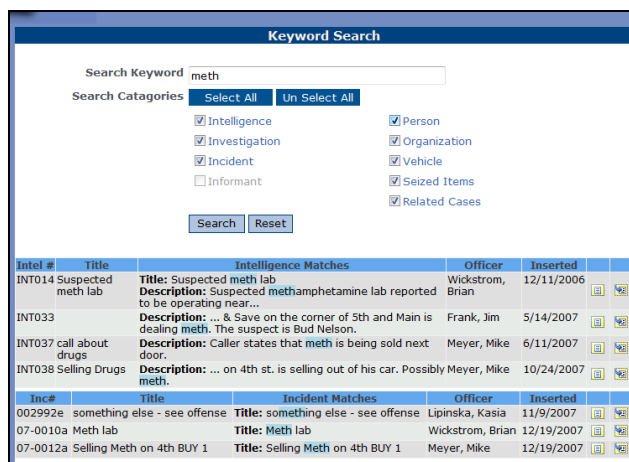 Keyword Search
Search Keyword meth
Search Catagories Select All Un Select All
Intelligence Person
Investigation Organization
Incident Vehicle
Informant Seized Items
Related Cases
Search Reset
Intel # Title Intelligence Matches Officer Inserted
INT014 Suspected Title: Suspected meth lab Wickstrom, 12/11/2006
meth lab Description: Suspected methamphetamine lab reported Brian
to be operating near...
INT033 Description: ... & Save on the corner of 5th and Main is Frank, Jim 5/14/2007
dealing meth. The suspect is Bud Nelson.
INT037 call about Description: Caller states that meth is being sold next Meyer, Mike 6/11/2007
drugs door.
INT038 Selling Drugs Description: ... on 4th st. is selling out of his car. Possibly Meyer, Mike 10/24/2007
meth.
Inc# Title Incident Matches Officer Inserted
002992e something else - see offense Title: something else - see offense Lipinska, Kasia 11/9/2007
07-0010a Meth lab Title: Meth lab Wickstrom, Brian 12/19/2007
07-0012a Selling Meth on 4th BUY 1 Title: Selling Meth on 4th BUY 1 Meyer, Mike 12/19/2007